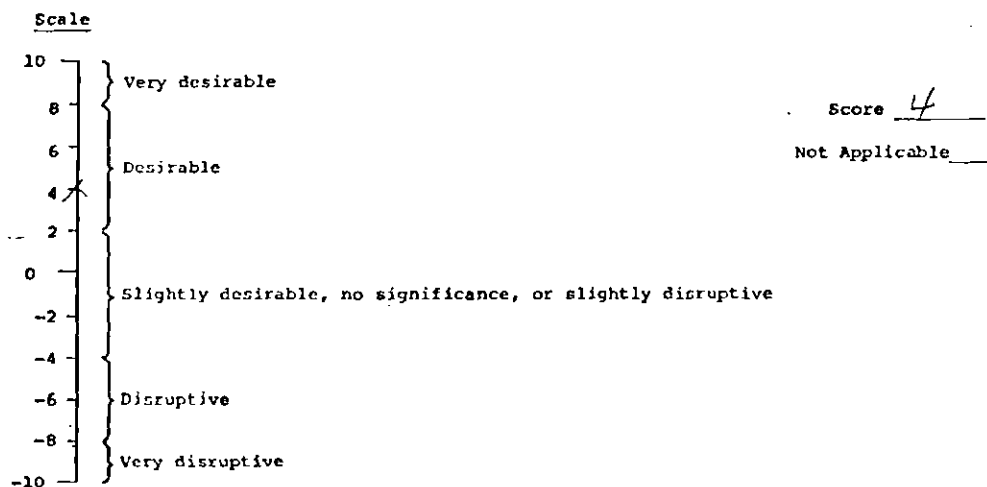 Scale
10
Very desirable
8
Score 4
6
Not Applicable
Desirable
4
2
0
Slightly desirable, no significance, or slightly disruptive
-2
-4
-6
Disruptive
-8
Very disruptive
-10